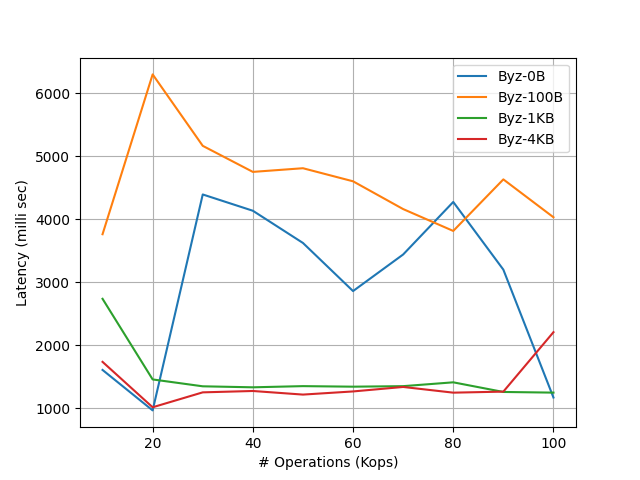 Byz-0B
Byz-100B
Byz-1KB
Byz-4KB
6000
5000
4000
3000
2000
1000
Latency (milli sec)
20 40 60 80 100
# Operations (Kops)